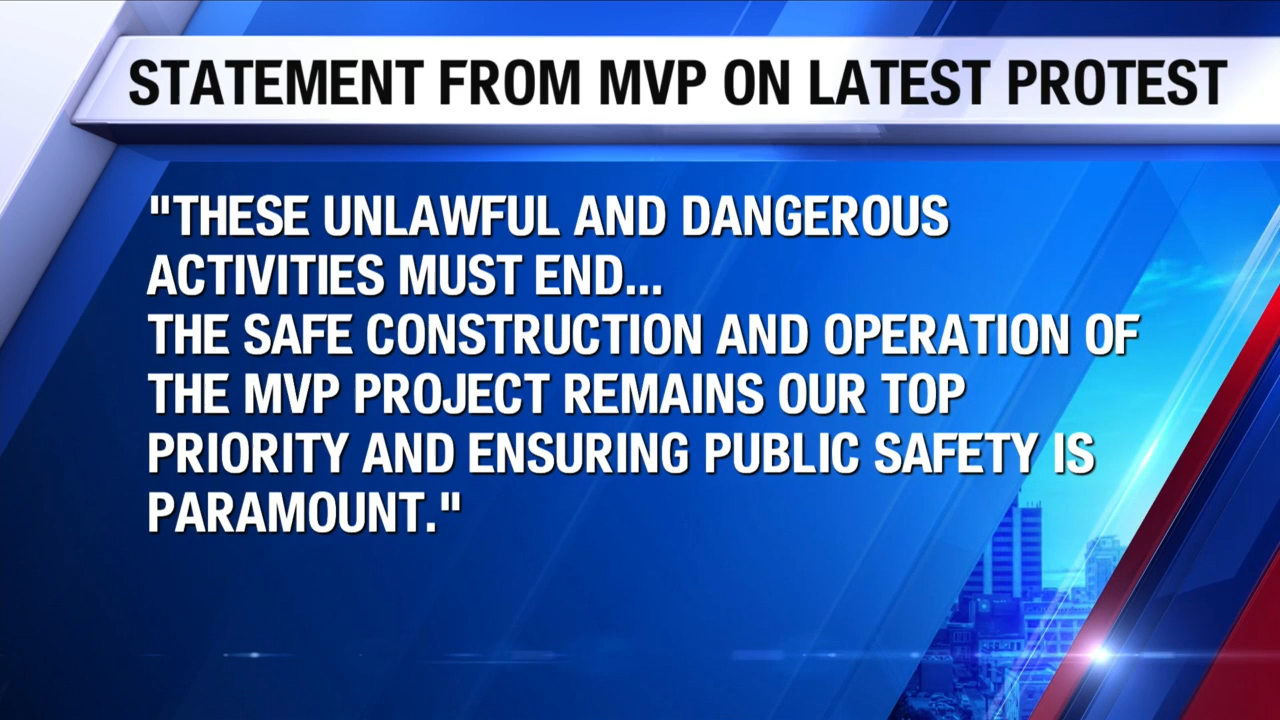 STATEMENT FROM MVP ON LATEST PROTEST
"THESE UNLAWFUL AND DANGEROUS
ACTIVITIES MUST END...
THE SAFE CONSTRUCTION AND OPERATION OF
THE MVP PROJECT REMAINS OUR TOP
PRIORITY AND ENSURING PUBLIC SAFETY IS
PARAMOUNT."